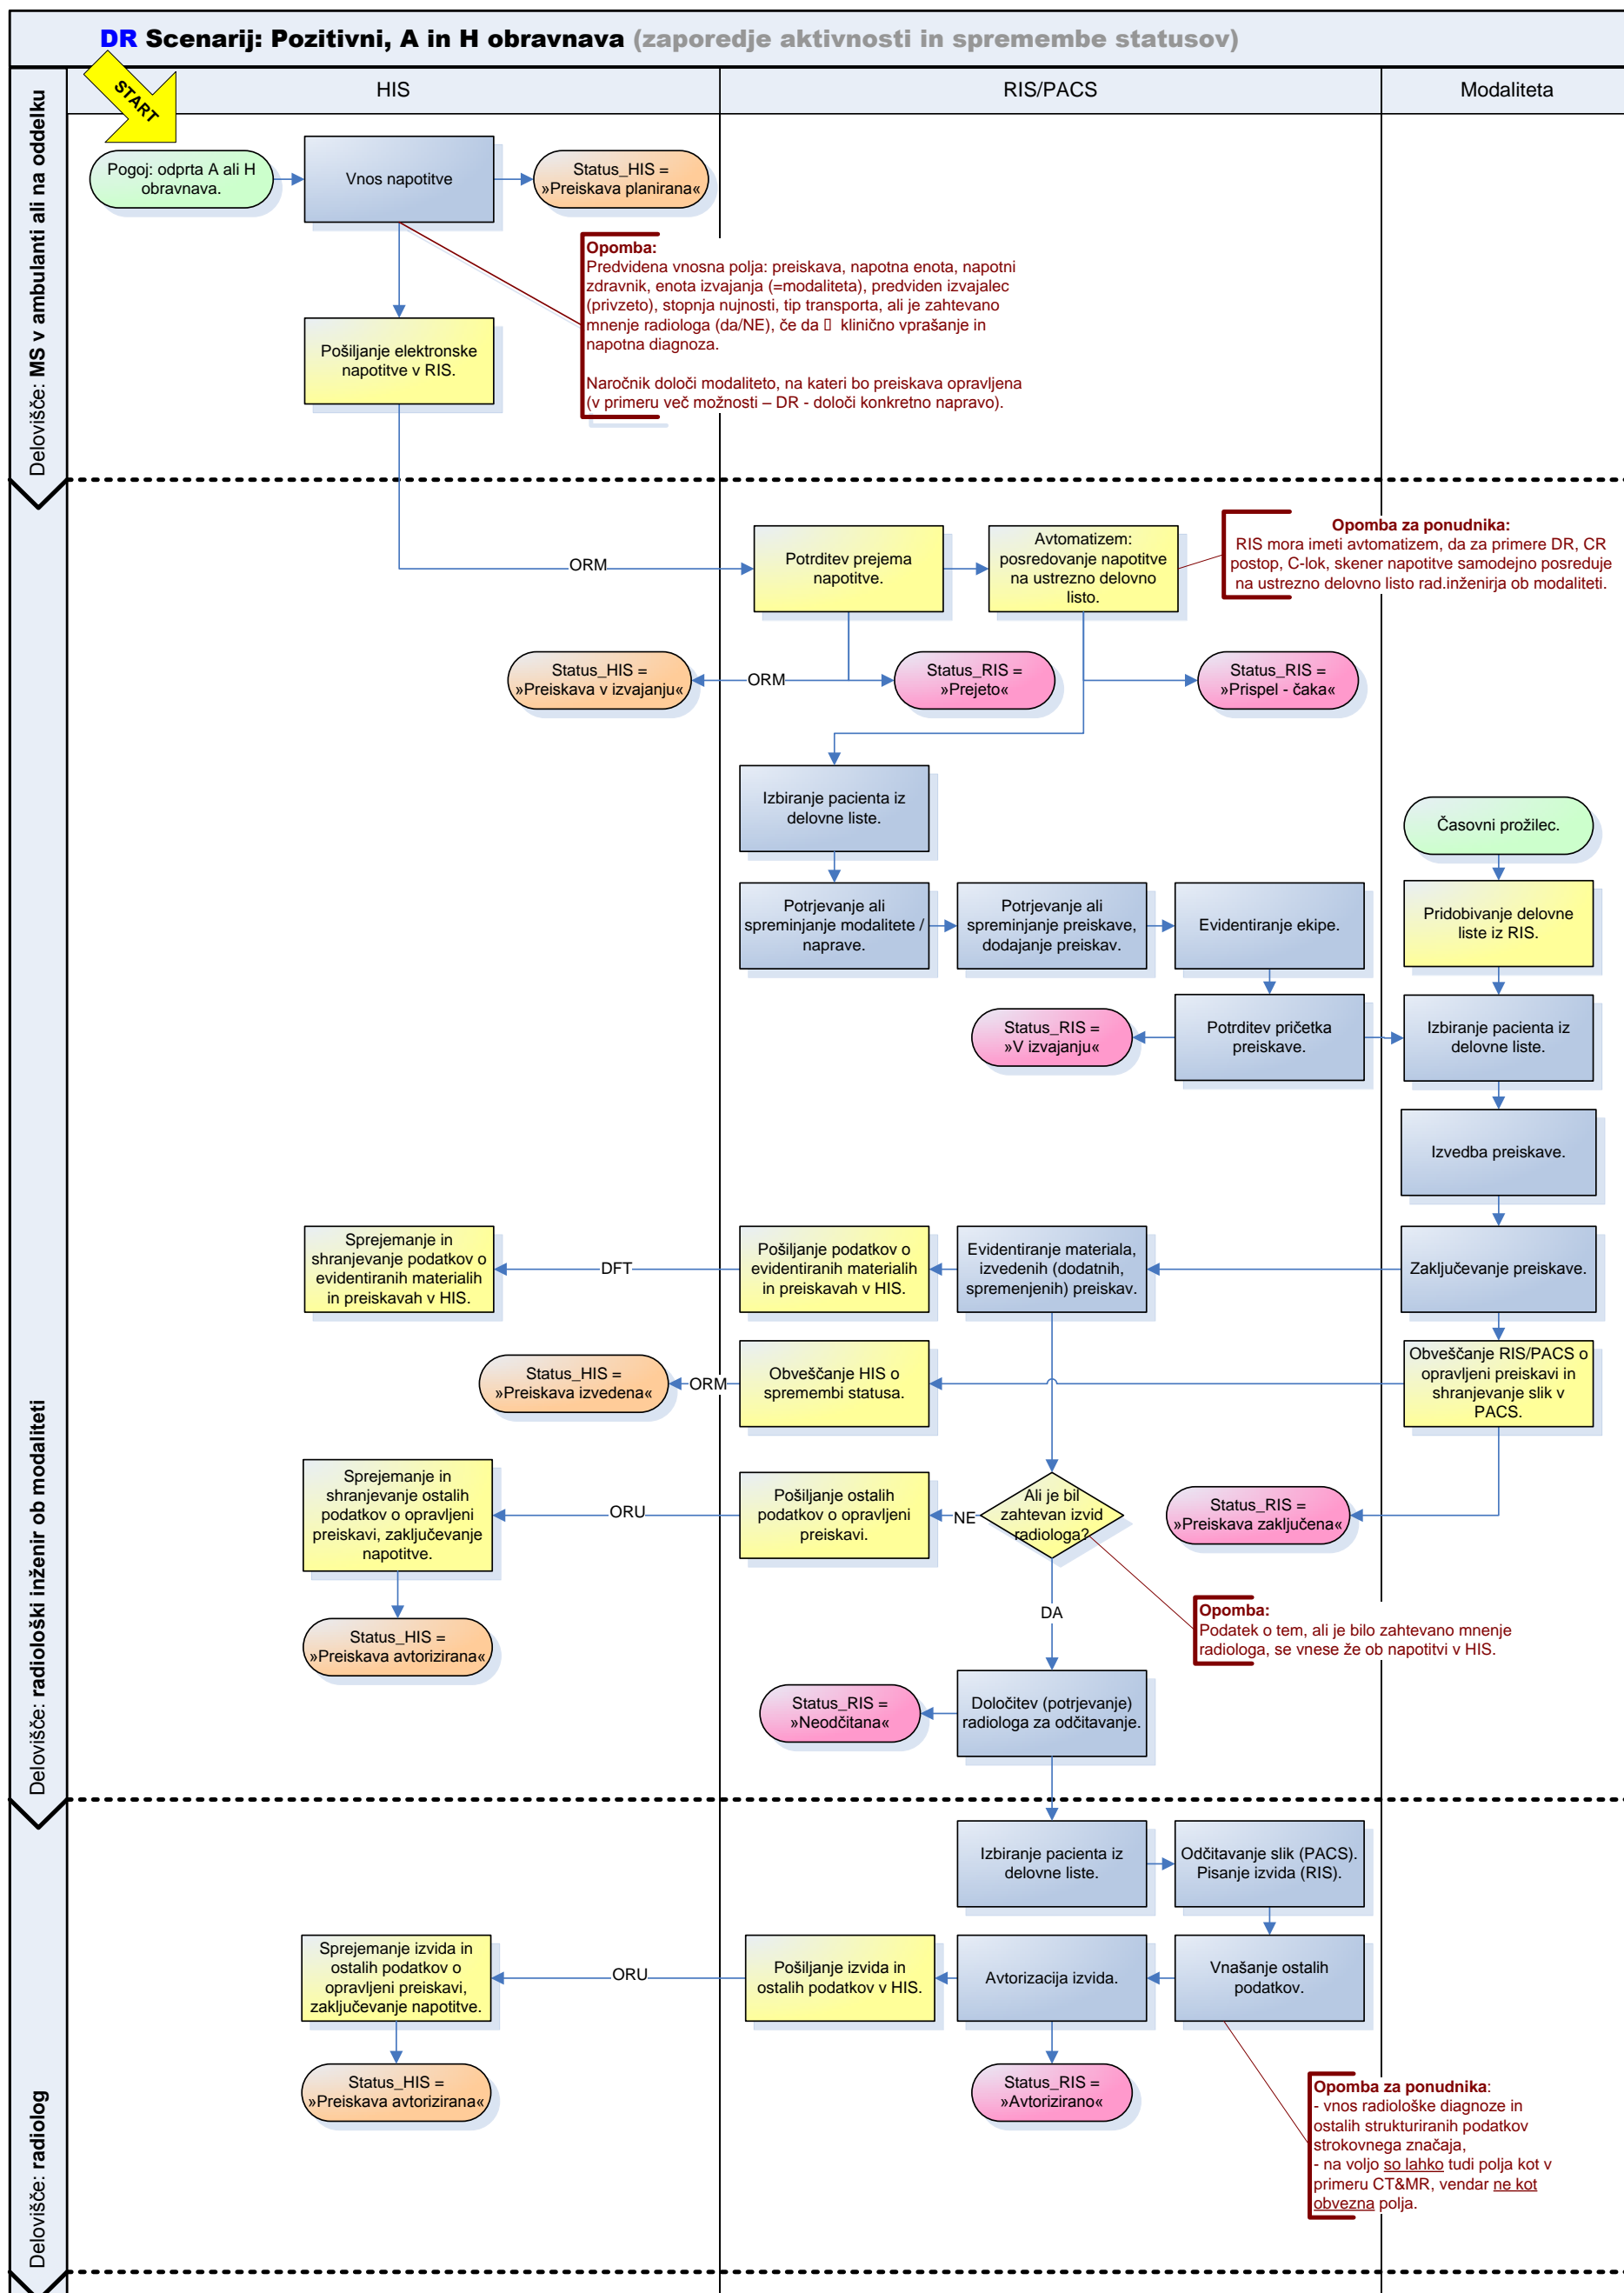 DR Scenarij: Pozitivni, A in H obravnava (zaporedje aktivnosti in spremembe statusov)
HIS
RIS/PACS
Modaliteta
Delovišče: MS v ambulanti ali na oddelku
START
Pogoj: odprta A ali H
obravnava.
Vnos napotitve
Status_HIS =
»Preiskava planirana«
Opomba:
Predvidena vnosna polja: preiskava, napotna enota, napotni
zdravnik, enota izvajanja (=modaliteta), predviden izvajalec
(privzeto), stopnja nujnosti, tip transporta, ali je zahtevano
mnenje radiologa (da/NE), če da ▯ klinično vprašanje in
napotna diagnoza.
Naročnik določi modaliteto, na kateri bo preiskava opravljena
(v primeru več možnosti – DR - določi konkretno napravo).
Pošiljanje elektronske
napotitve v RIS.
Delovišče: radiološki inženir ob modaliteti
ORM
Potrditev prejema
napotitve.
Avtomatizem:
posredovanje napotitve
na ustrezno delovno
listo.
Opomba za ponudnika:
RIS mora imeti avtomatizem, da za primere DR, CR
postop, C-lok, skener napotitve samodejno posreduje
na ustrezno delovno listo rad.inženirja ob modaliteti.
Status_HIS =
»Preiskava v izvajanju«
ORM
Status_RIS =
»Prejeto«
Status_RIS =
»Prispel - čaka«
Izbiranje pacienta iz
delovne liste.
Časovni prožilec.
Potrjevanje ali
spreminjanje modalitete /
naprave.
Potrjevanje ali
spreminjanje preiskave,
dodajanje preiskav.
Evidentiranje ekipe.
Pridobivanje delovne
liste iz RIS.
Status_RIS =
»V izvajanju«
Potrditev pričetka
preiskave.
Izbiranje pacienta iz
delovne liste.
Izvedba preiskave.
Sprejemanje in
shranjevanje podatkov o
evidentiranih materialih
in preiskavah v HIS.
DFT
Pošiljanje podatkov o
evidentiranih materialih
in preiskavah v HIS.
Evidentiranje materiala,
izvedenih (dodatnih,
spremenjenih) preiskav.
Zaključevanje preiskave.
Status_HIS =
»Preiskava izvedena«
ORM
Obveščanje HIS o
spremembi statusa.
Obveščanje RIS/PACS o
opravljeni preiskavi in
shranjevanje slik v
PACS.
Sprejemanje in
shranjevanje ostalih
podatkov o opravljeni
preiskavi, zaključevanje
napotitve.
ORU
Pošiljanje ostalih
podatkov o opravljeni
preiskavi.
NE
Ali je bil
zahtevan izvid
radiologa?
Status_RIS =
»Preiskava zaključena«
DA
Opomba:
Podatek o tem, ali je bilo zahtevano mnenje
radiologa, se vnese že ob napotitvi v HIS.
Status_HIS =
»Preiskava avtorizirana«
Status_RIS =
»Neodčitana«
Določitev (potrjevanje)
radiologa za odčitavanje.
Delovišče: radiolog
Izbiranje pacienta iz
delovne liste.
Odčitavanje slik (PACS).
Pisanje izvida (RIS).
Sprejemanje izvida in
ostalih podatkov o
opravljeni preiskavi,
zaključevanje napotitve.
ORU
Pošiljanje izvida in
ostalih podatkov v HIS.
Avtorizacija izvida.
Vnašanje ostalih
podatkov.
Status_HIS =
»Preiskava avtorizirana«
Status_RIS =
»Avtorizirano«
Opomba za ponudnika:
- vnos radiološke diagnoze in
ostalih strukturiranih podatkov
strokovnega značaja,
- na voljo so lahko tudi polja kot v
primeru CT&MR, vendar ne kot
obvezna polja.